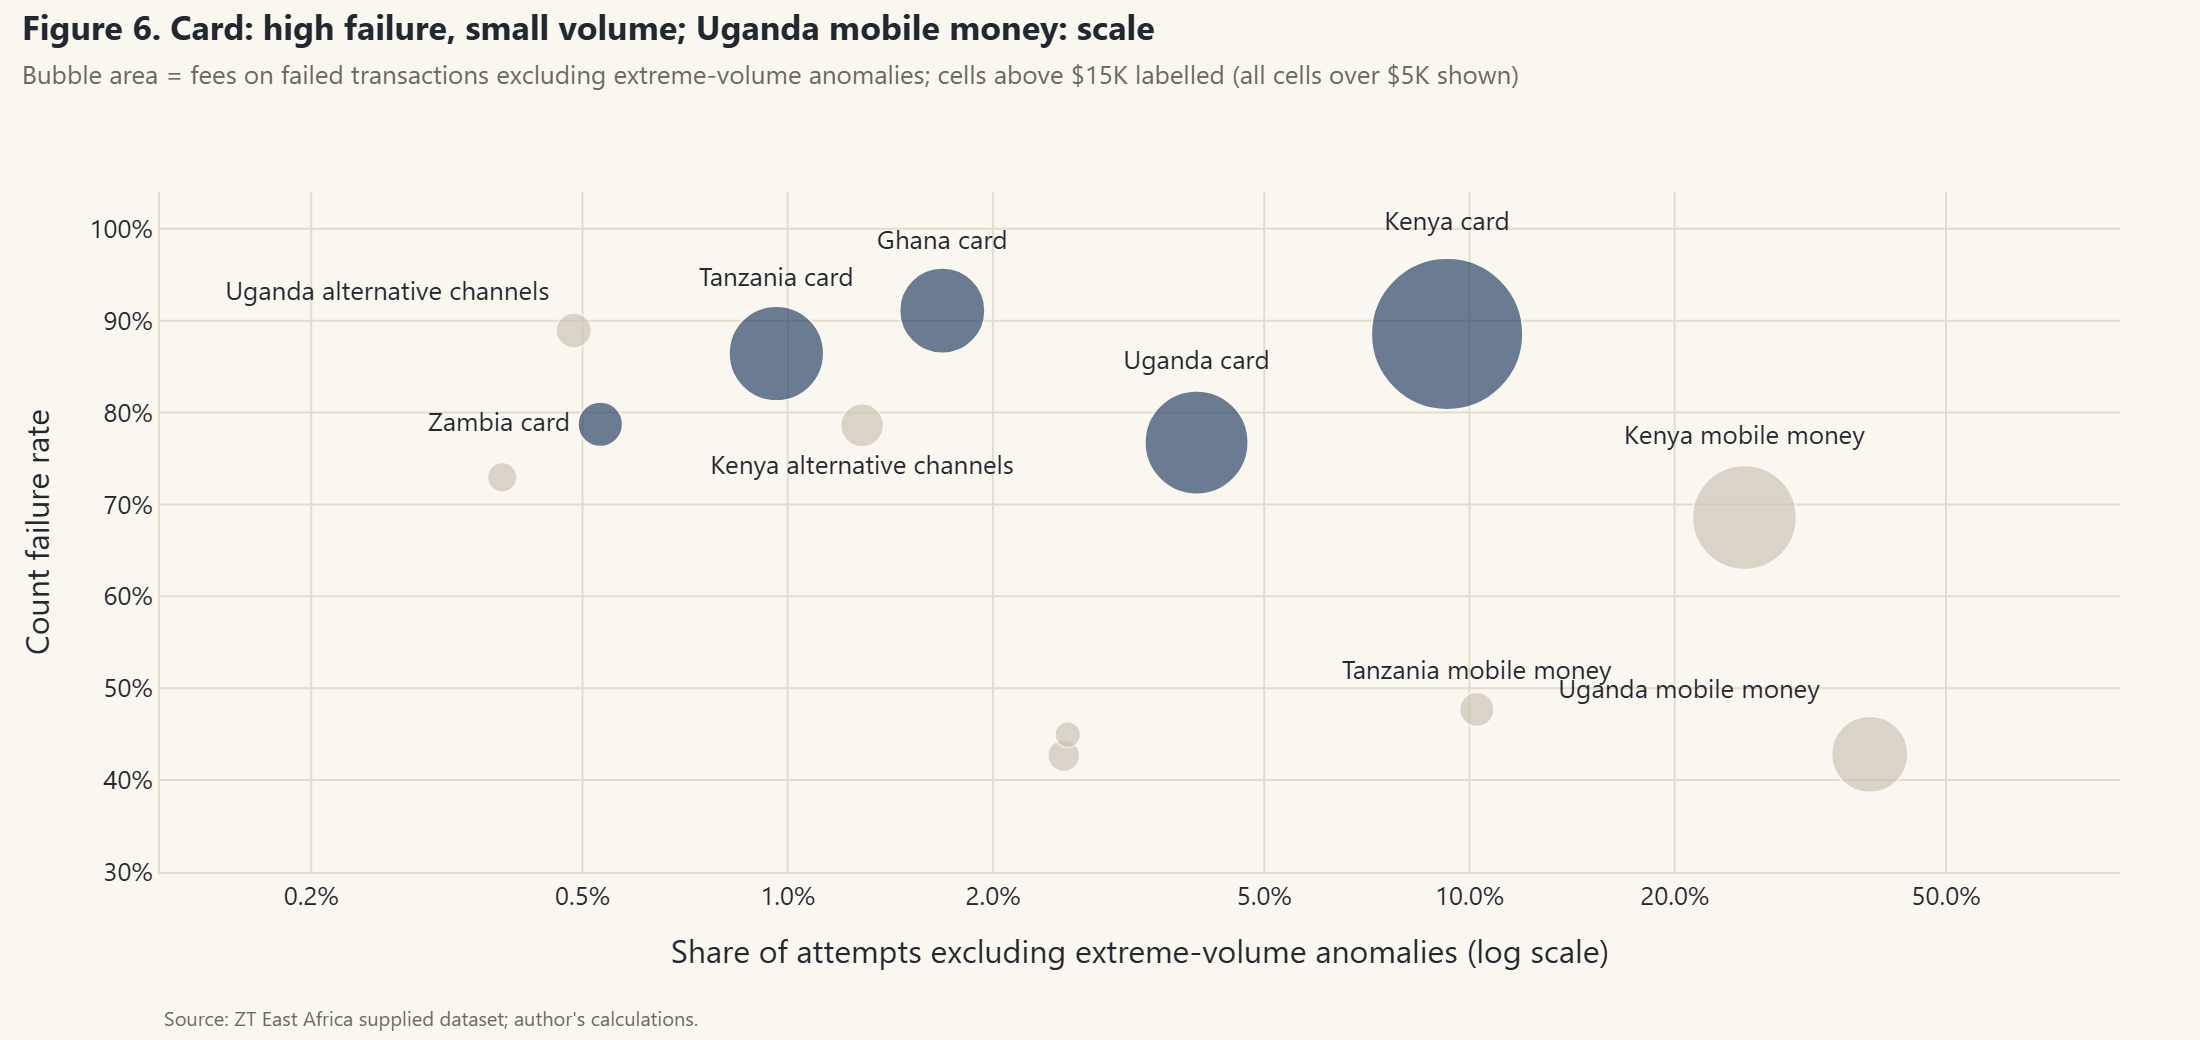 Figure 6. Card: high failure, small volume; Uganda mobile money: scale
Bubble area = fees on failed transactions excluding extreme-volume anomalies; cells above $15K labelled (all cells over $5K shown)
Kenya card
Ghana card
Tanzania card
Uganda alternative channels
Uganda card
Zambia card
Kenya mobile money
Kenya alternative channels
Tanzania mobile money
Uganda mobile money
Count failure rate
100%
90%
80%
70%
60%
50%
40%
30%
0.2%
0.5%
1.0%
2.0%
5.0%
10.0%
20.0%
50.0%
Share of attempts excluding extreme-volume anomalies (log scale)
Source: ZT East Africa supplied dataset; author's calculations.